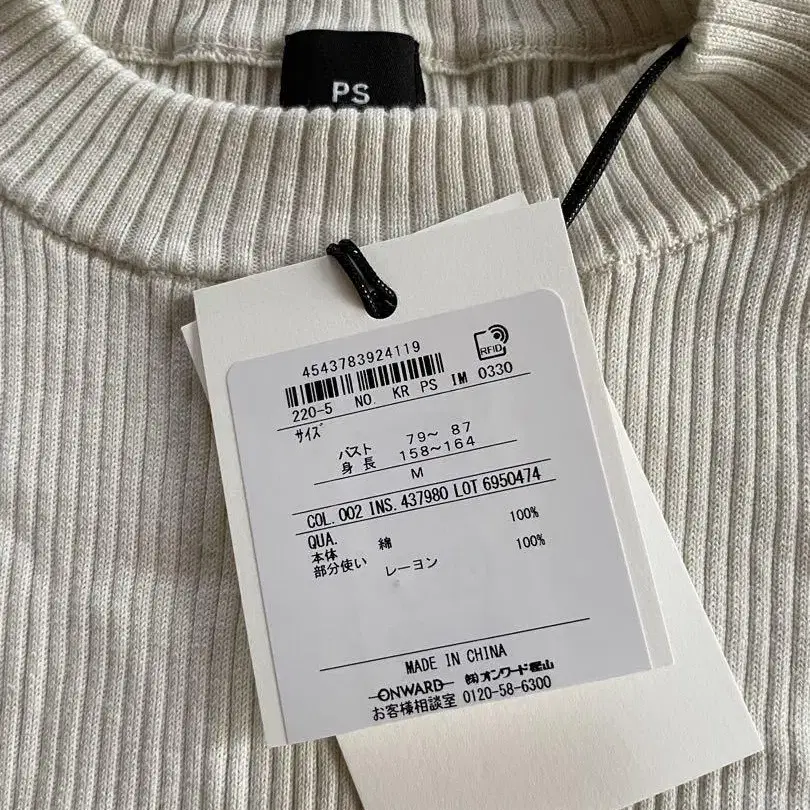 PS
4543783924119
RFID
220-5 NO. KR PS IM 0330
サイズ
バスト 79~ 87
身長 158~164
M
COL. 002 INS. 437980 LOT 6950474
QUA.
本体 綿 100%
部分使い レーヨン 100%
MADE IN CHINA
ONWARD ㈱オンワード樫山
お客様相談室 0120-58-6300